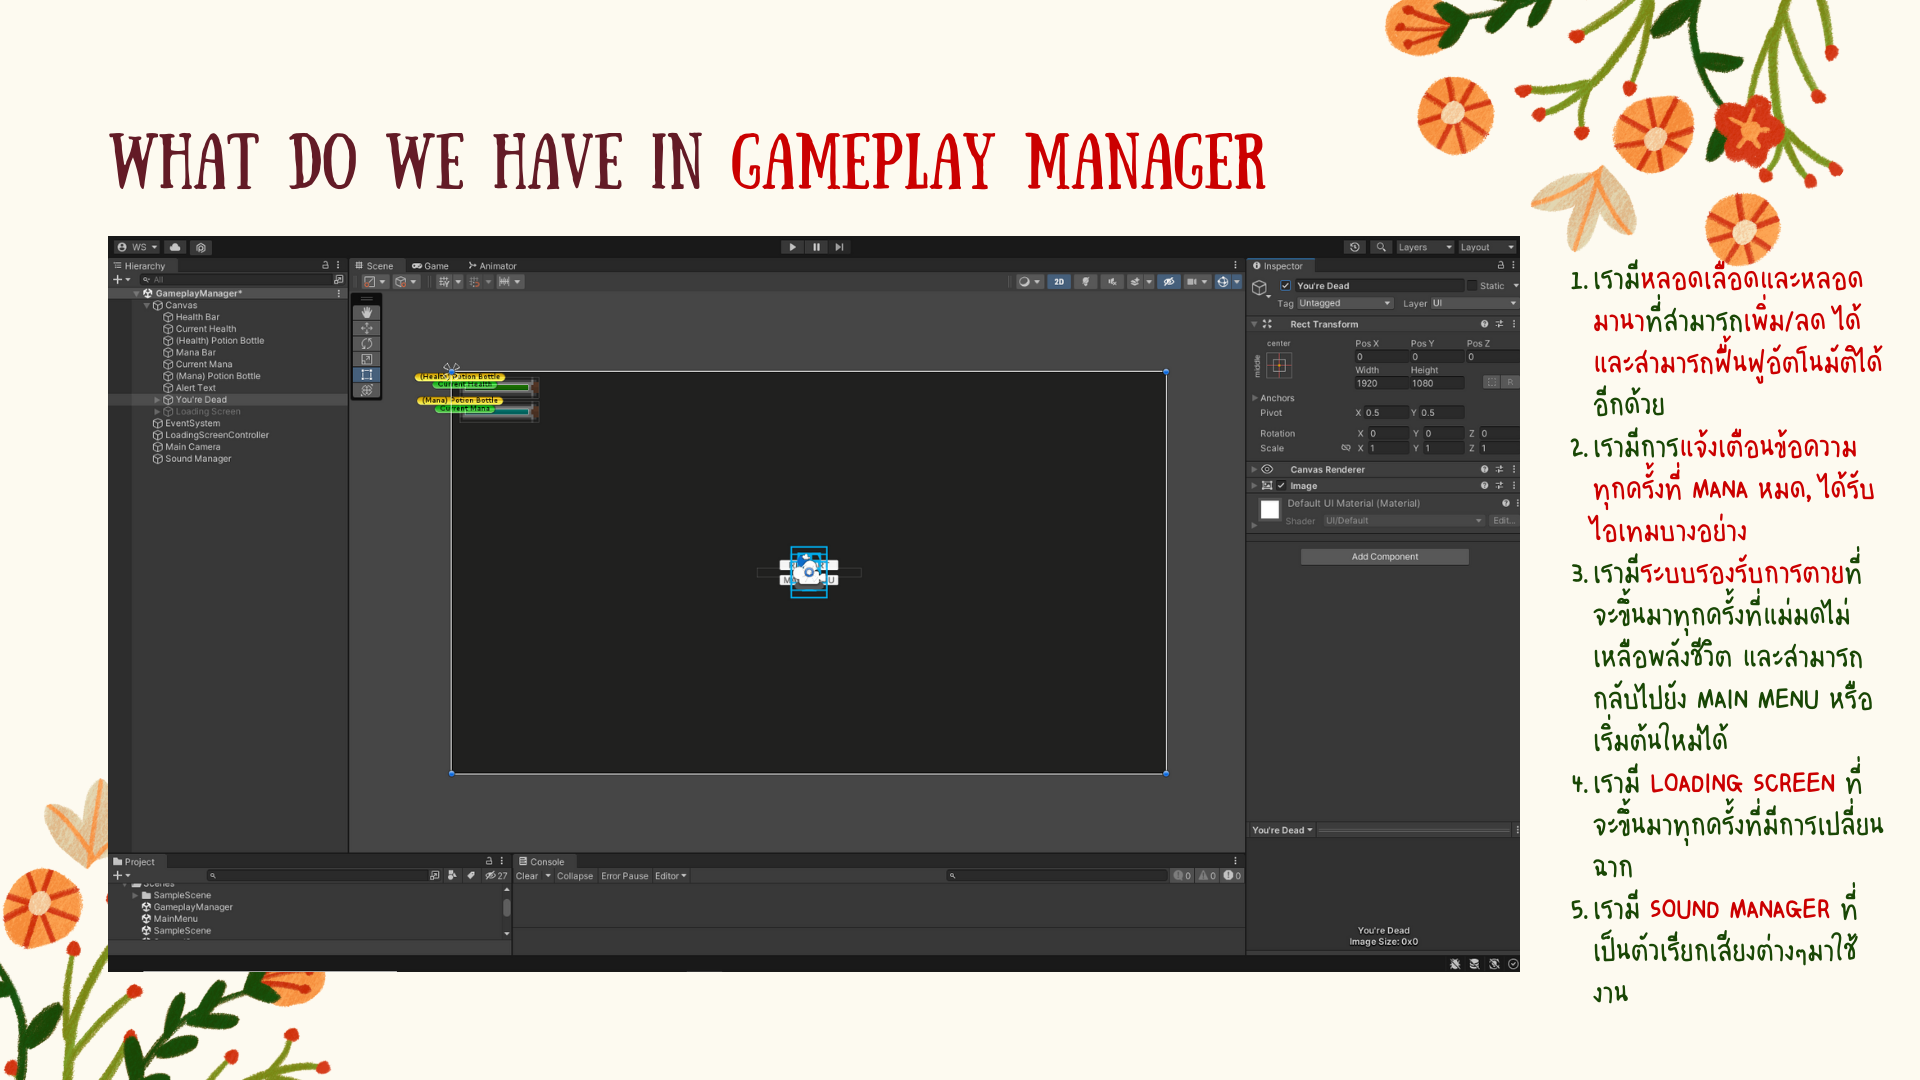 WHAT DO WE HAVE IN GAMEPLAY MANAGER
WS
Layers
Layout
Hierarchy
All
GameplayManager*
Canvas
Health Bar
Current Health
(Health) Potion Bottle
Mana Bar
Current Mana
(Mana) Potion Bottle
Alert Text
You're Dead
Loading Screen
EventSystem
LoadingScreenController
Main Camera
Sound Manager
Scene
Game
Animator
2D
(Health) Potion Bottle
Current Health
(Mana) Potion Bottle
Current Mana
Inspector
You're Dead
Static
Tag Untagged
Layer UI
Rect Transform
center
middle
Pos X Pos Y Pos Z
0 0 0
Width Height
1920 1080
R
Anchors
Pivot X 0.5 Y 0.5
Rotation X 0 Y 0 Z 0
Scale X 1 Y 1 Z 1
Canvas Renderer
Image
Default UI Material (Material)
Shader UI/Default Edit...
Add Component
You're Dead
You're Dead
Image Size: 0x0
Project
27
Scenes
SampleScene
GameplayManager
MainMenu
SampleScene
Console
Clear Collapse Error Pause Editor
0 0 0
1. เรามีหลอดเลือดและหลอด
มานาที่สามารถเพิ่ม/ลด ได้
และสามารถฟื้นฟูอัตโนมัติได้
อีกด้วย
2. เรามีการแจ้งเตือนข้อความ
ทุกครั้งที่ MANA หมด, ได้รับ
ไอเทมบางอย่าง
3. เรามีระบบรองรับการตายที่
จะขึ้นมาทุกครั้งที่แม่มดไม่
เหลือพลังชีวิต และสามารถ
กลับไปยัง MAIN MENU หรือ
เริ่มต้นใหม่ได้
4. เรามี LOADING SCREEN ที่
จะขึ้นมาทุกครั้งที่มีการเปลี่ยน
ฉาก
5. เรามี SOUND MANAGER ที่
เป็นตัวเรียกเสียงต่างๆมาใช้
งาน